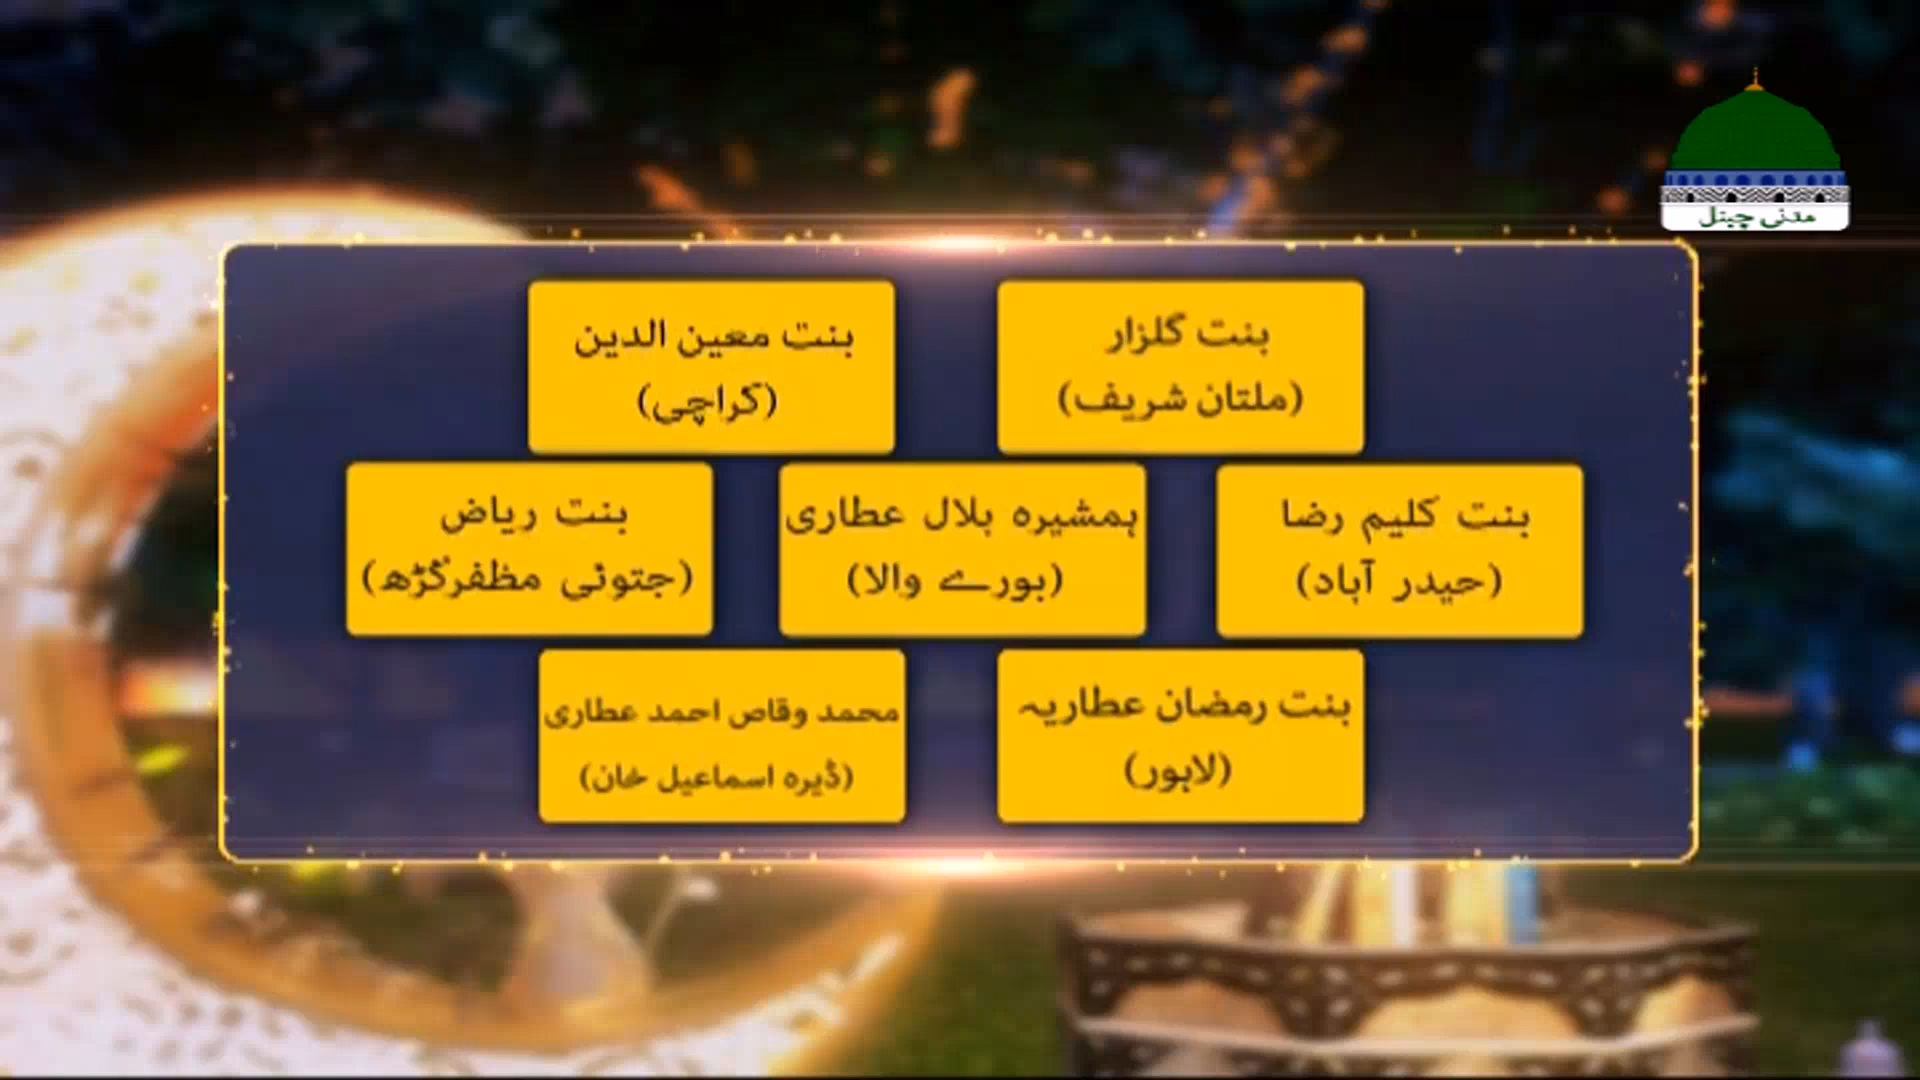 مدنی چینل
بنت گلزار
(ملتان شریف)
بنت معین الدین
(کراچی)
بنت کلیم رضا
(حیدر آباد)
ہمشیرہ بلال عطاری
(بورے والا)
بنت ریاض
(جتوئی مظفرگڑھ)
بنت رمضان عطاریہ
(لاہور)
محمد وقاص احمد عطاری
(ڈیرہ اسماعیل خان)